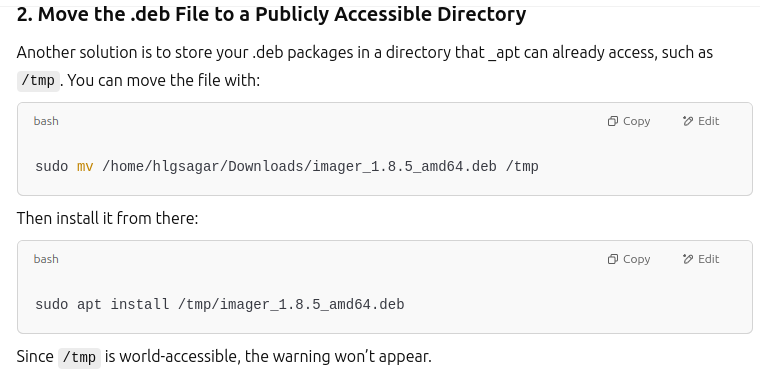 2. Move the .deb File to a Publicly Accessible Directory
Another solution is to store your .deb packages in a directory that _apt can already access, such as
/tmp. You can move the file with:
bash Copy Edit
sudo mv /home/hlgsagar/Downloads/imager_1.8.5_amd64.deb /tmp
Then install it from there:
bash Copy Edit
sudo apt install /tmp/imager_1.8.5_amd64.deb
Since /tmp is world-accessible, the warning won’t appear.